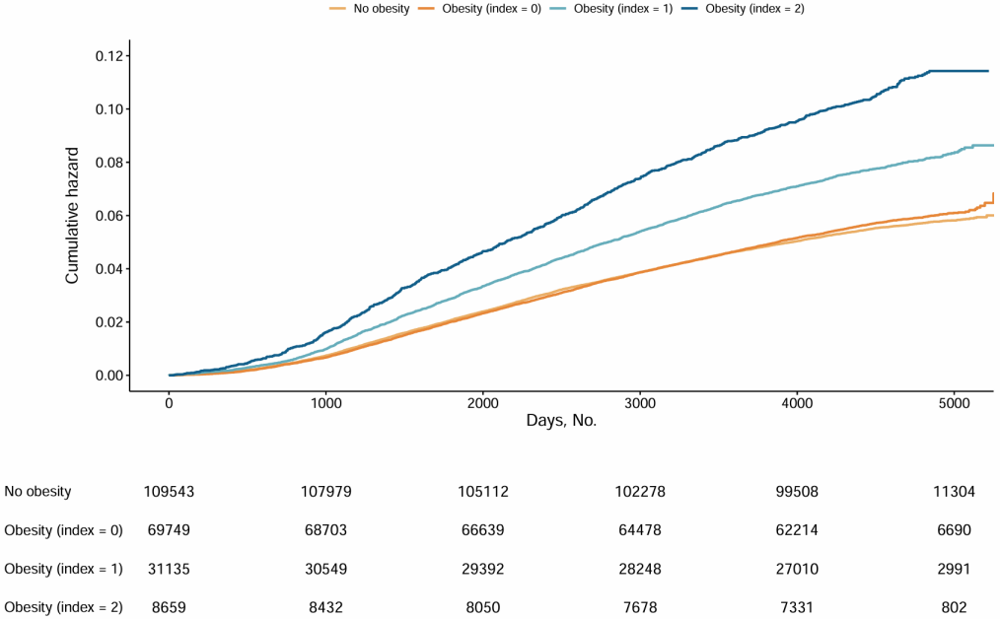 No obesity Obesity (index = 0) Obesity (index = 1) Obesity (index = 2)
0.12
0.10
0.08
0.06
0.04
0.02
0.00
Cumulative hazard
0 1000 2000 3000 4000 5000
Days, No.
No obesity 109543 107979 105112 102278 99508 11304
Obesity (index = 0) 69749 68703 66639 64478 62214 6690
Obesity (index = 1) 31135 30549 29392 28248 27010 2991
Obesity (index = 2) 8659 8432 8050 7678 7331 802